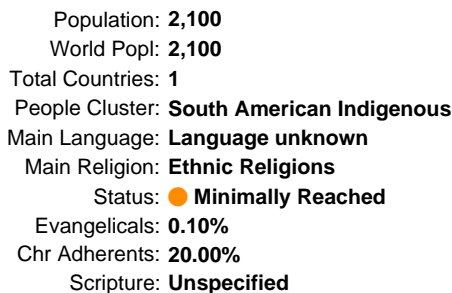 Population: 2,100
World Popl: 2,100
Total Countries: 1
People Cluster: South American Indigenous
Main Language: Language unknown
Main Religion: Ethnic Religions
Status: Minimally Reached
Evangelicals: 0.10%
Chr Adherents: 20.00%
Scripture: Unspecified